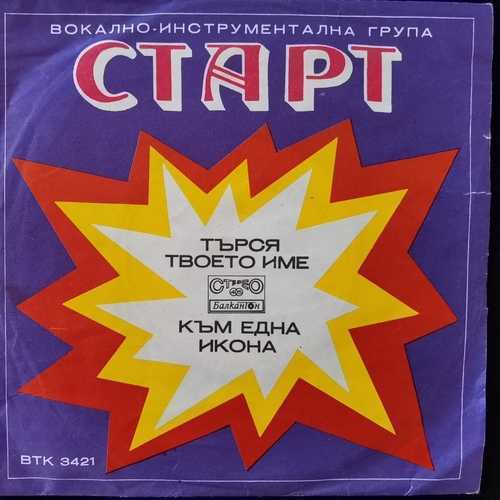 ВОКАЛНО-ИНСТРУМЕНТАЛНА ГРУПА
СТАРТ
ТЪРСЯ
ТВОЕТО ИМЕ
СТЕРЕО
Балкантон
КЪМ ЕДНА
ИКОНА
ВТК 3421